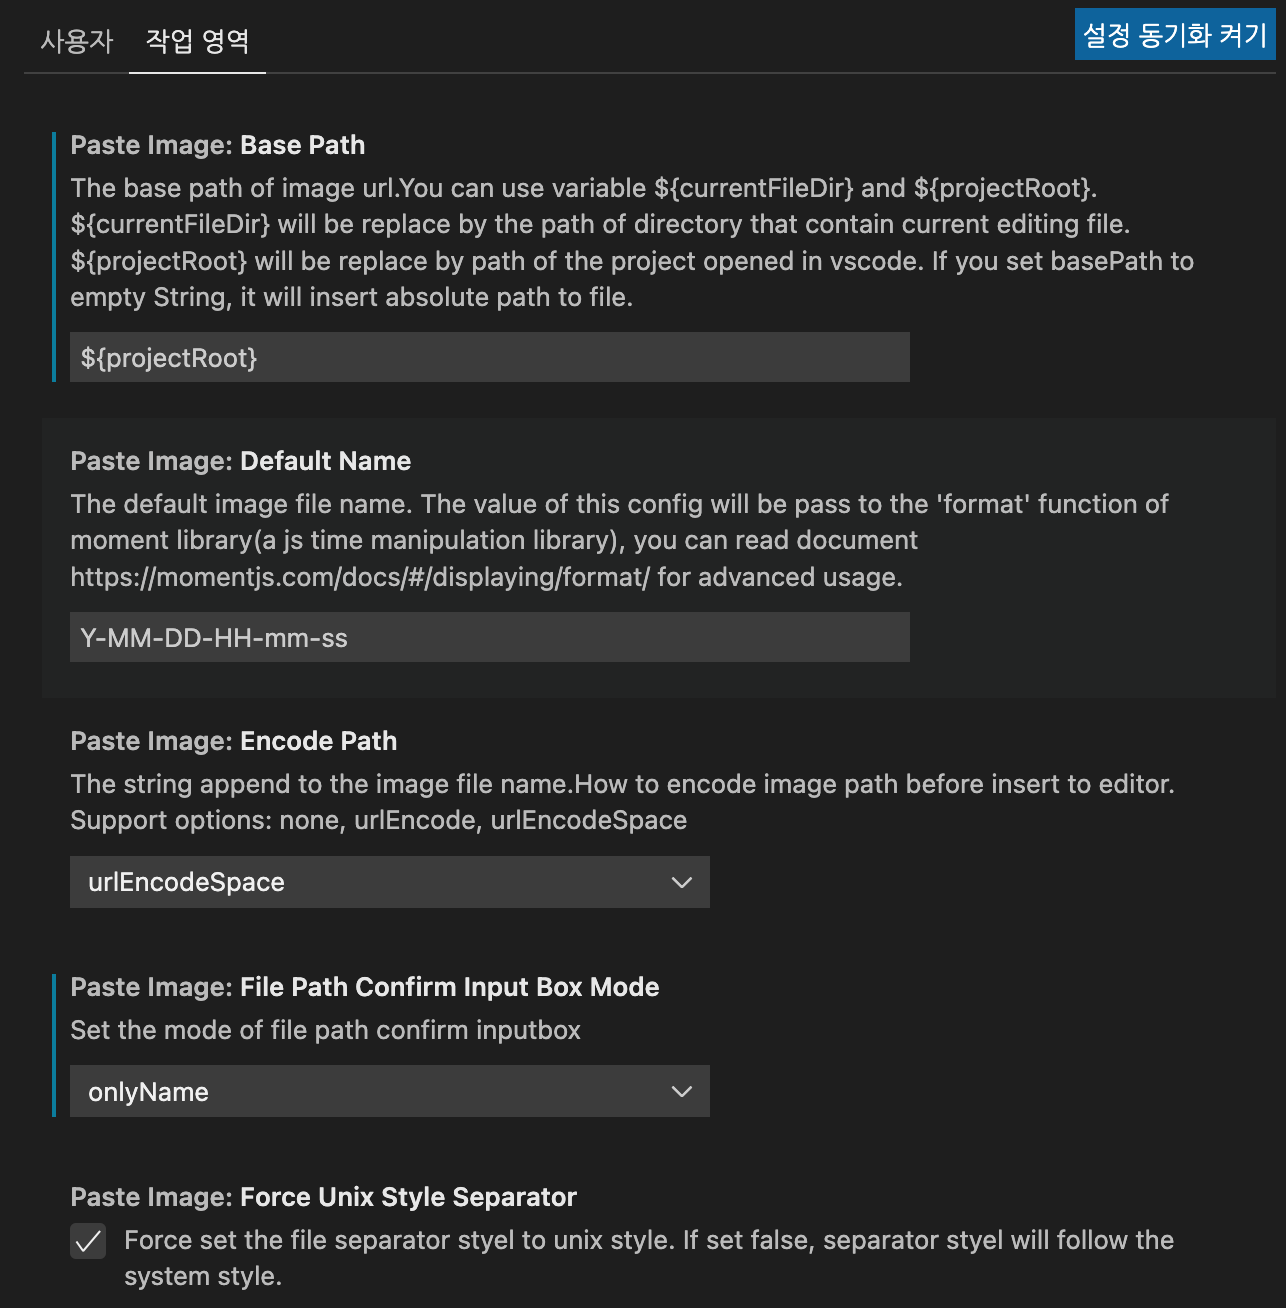 사용자 작업 영역 설정 동기화 켜기
Paste Image: Base Path
The base path of image url.You can use variable ${currentFileDir} and ${projectRoot}.
${currentFileDir} will be replace by the path of directory that contain current editing file.
${projectRoot} will be replace by path of the project opened in vscode. If you set basePath to
empty String, it will insert absolute path to file.
${projectRoot}
Paste Image: Default Name
The default image file name. The value of this config will be pass to the 'format' function of
moment library(a js time manipulation library), you can read document
https://momentjs.com/docs/#/displaying/format/ for advanced usage.
Y-MM-DD-HH-mm-ss
Paste Image: Encode Path
The string append to the image file name.How to encode image path before insert to editor.
Support options: none, urlEncode, urlEncodeSpace
urlEncodeSpace
Paste Image: File Path Confirm Input Box Mode
Set the mode of file path confirm inputbox
onlyName
Paste Image: Force Unix Style Separator
Force set the file separator styel to unix style. If set false, separator styel will follow the
system style.